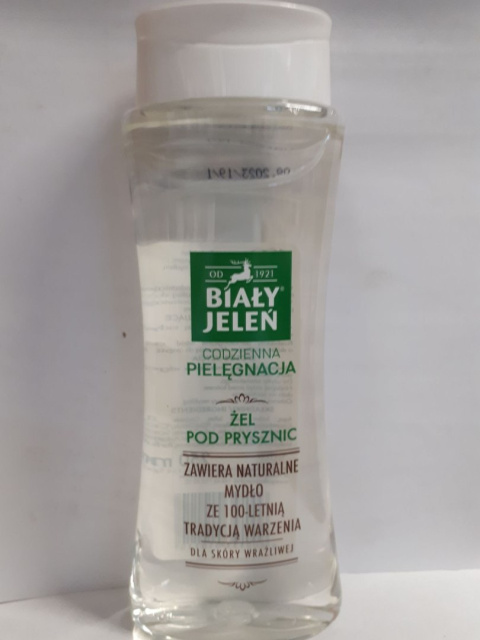 OD 1921
BIAŁY
JELEŃ®
CODZIENNA
PIELĘGNACJA
ŻEL
POD PRYSZNIC
ZAWIERA NATURALNE
MYDŁO
ZE 100-LETNIĄ
TRADYCJĄ WARZENIA
DLA SKÓRY WRAŻLIWEJ